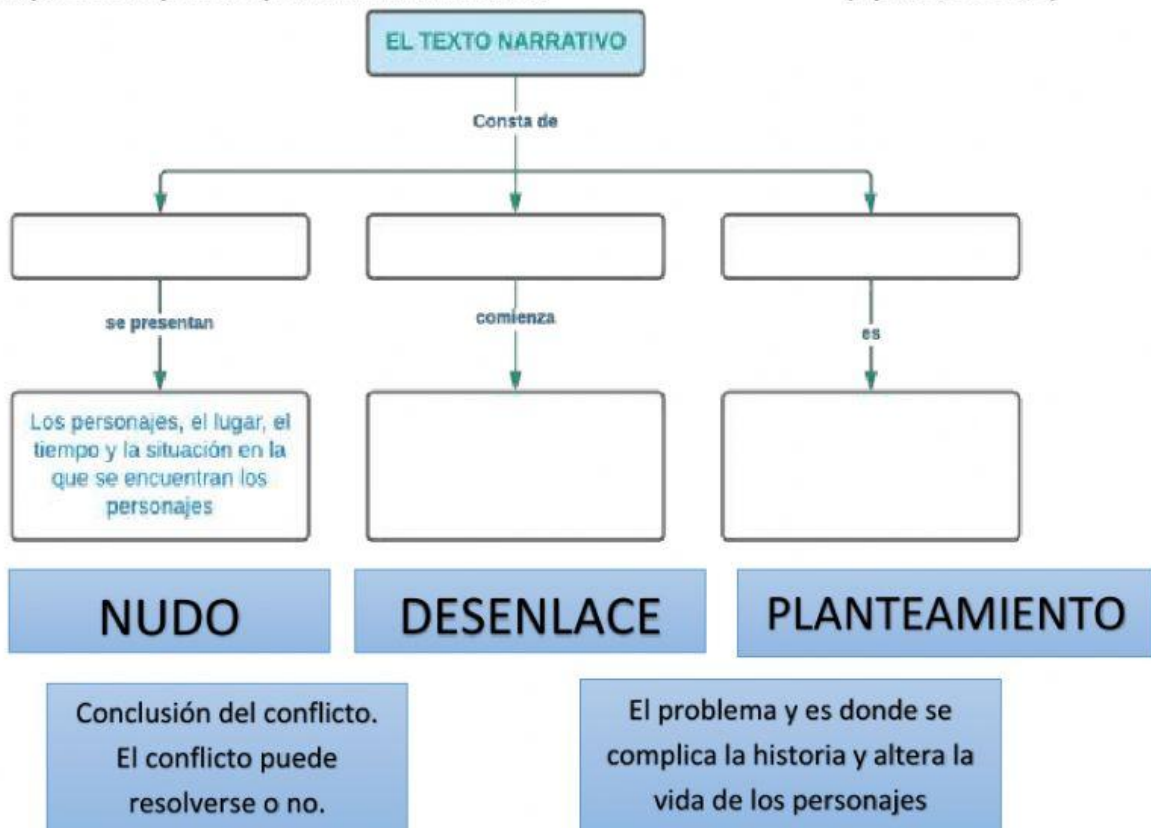 EL TEXTO NARRATIVO
Consta de
se presentan
comienza
es
Los personajes, el lugar, el
tiempo y la situación en la
que se encuentran los
personajes
NUDO
DESENLACE
PLANTEAMIENTO
Conclusión del conflicto.
El conflicto puede
resolverse o no.
El problema y es donde se
complica la historia y altera la
vida de los personajes